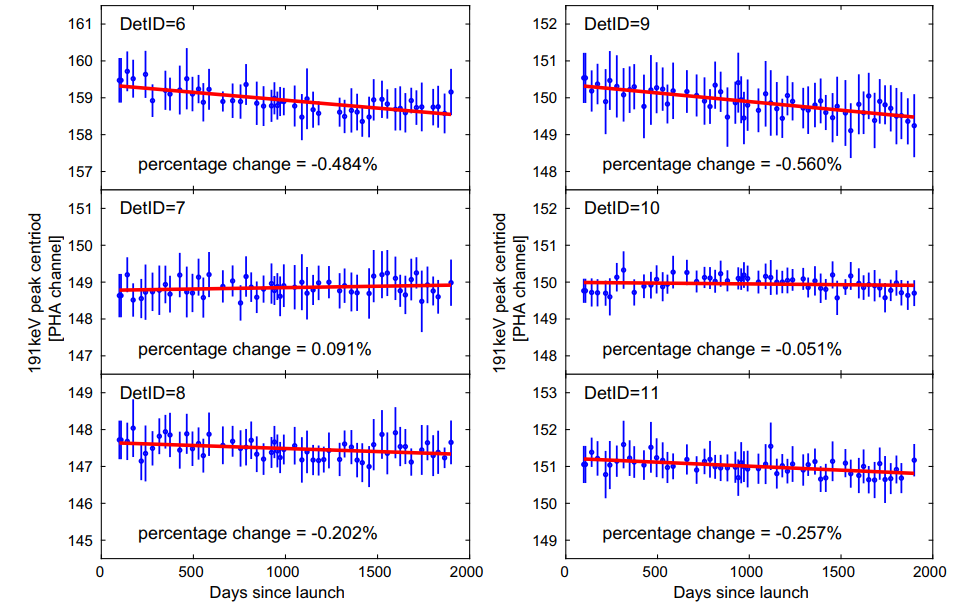 DetID=6
161
160
159
158
157
percentage change = -0.484%
DetID=9
152
151
150
149
148
percentage change = -0.560%
DetID=7
151
150
149
148
147
percentage change = 0.091%
191keV peak centriod
[PHA channel]
DetID=10
152
151
150
149
148
percentage change = -0.051%
191keV peak centriod
[PHA channel]
DetID=8
149
148
147
146
145
percentage change = -0.202%
0 500 1000 1500 2000
Days since launch
DetID=11
153
152
151
150
149
percentage change = -0.257%
0 500 1000 1500 2000
Days since launch